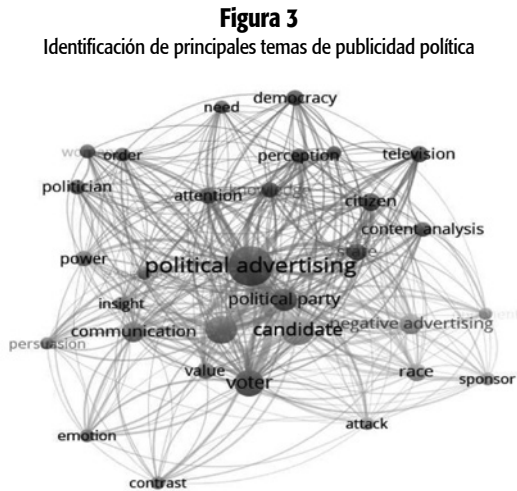 Figura 3
Identificación de principales temas de publicidad política
democracy
need
order
perception
television
politician
attention
knowledge
citizen
content analysis
power
political advertising
insight
political party
communication
candidate
negative advertising
persuasion
value
voter
race
sponsor
attack
emotion
contrast